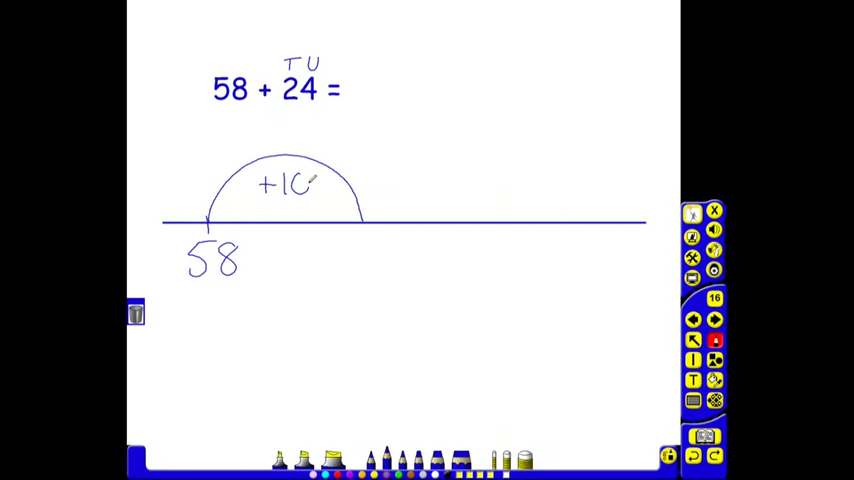 T U
58 + 24 =
+10
58
X
16
T